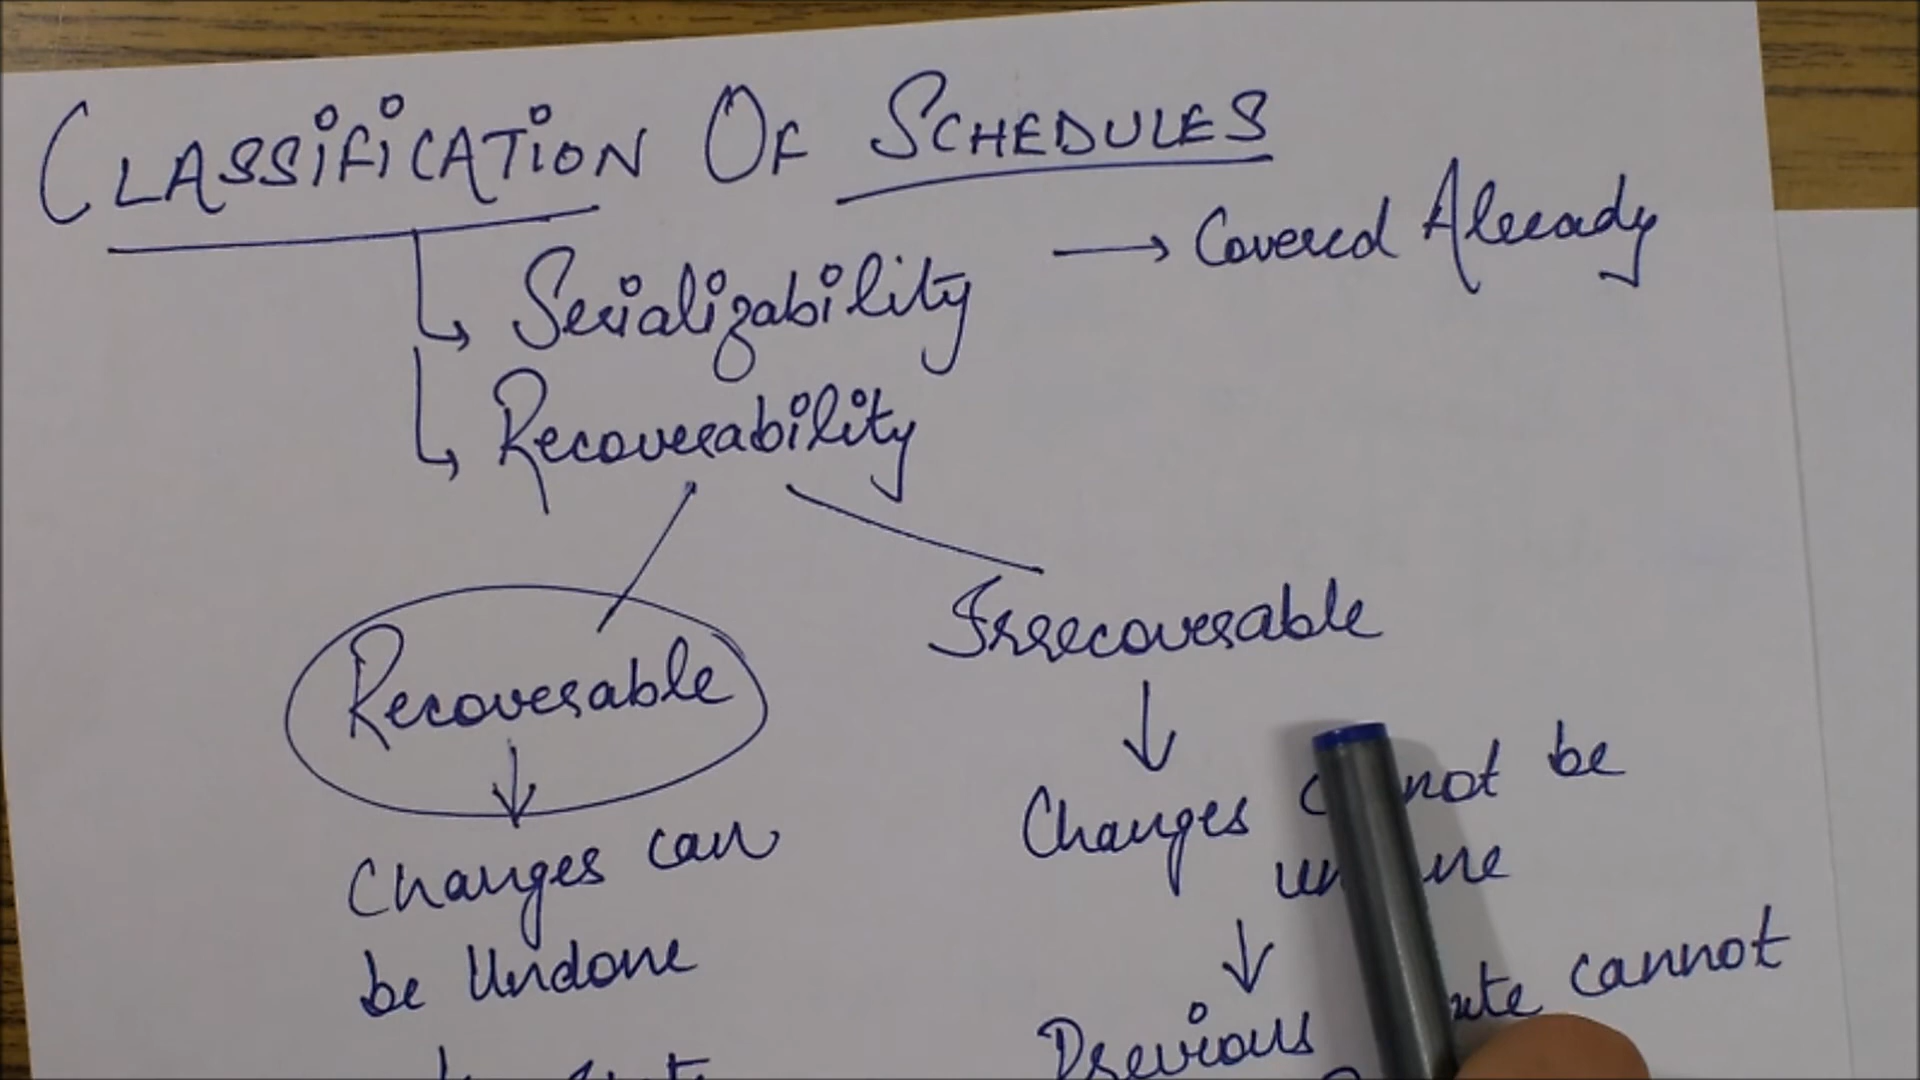 CLASSiFiCATiON OF SCHEDULES
Serializability → Covered Already
Recoverability
Recoverable
Irrecoverable
Changes can
be Undone
Changes not be
Previous cannot